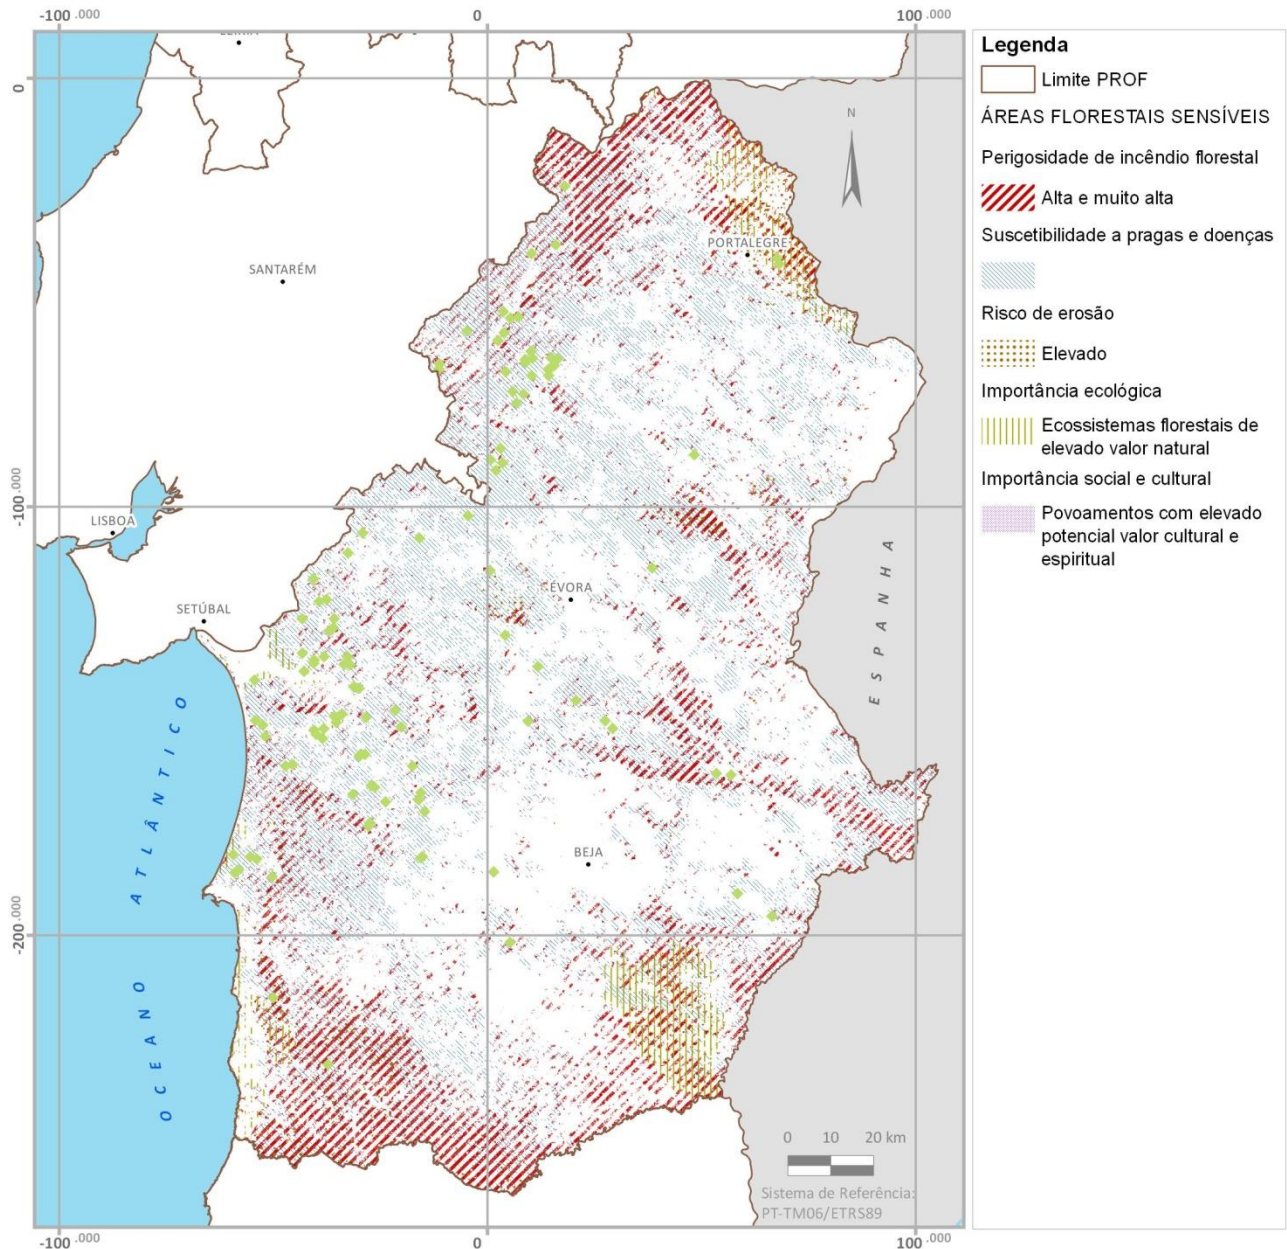 -100.000
0
100.000
0
-100.000
-200.000
N
PORTALEGRE
SANTARÉM
LISBOA
ÉVORA
SETÚBAL
BEJA
ESPANHA
OCEANO ATLÂNTICO
0 10 20 km
Sistema de Referência:
PT-TM06/ETRS89
-100.000
0
100.000
Legenda
Limite PROF
ÁREAS FLORESTAIS SENSÍVEIS
Perigosidade de incêndio florestal
Alta e muito alta
Suscetibilidade a pragas e doenças
Risco de erosão
Elevado
Importância ecológica
Ecossistemas florestais de
elevado valor natural
Importância social e cultural
Povoamentos com elevado
potencial valor cultural e
espiritual